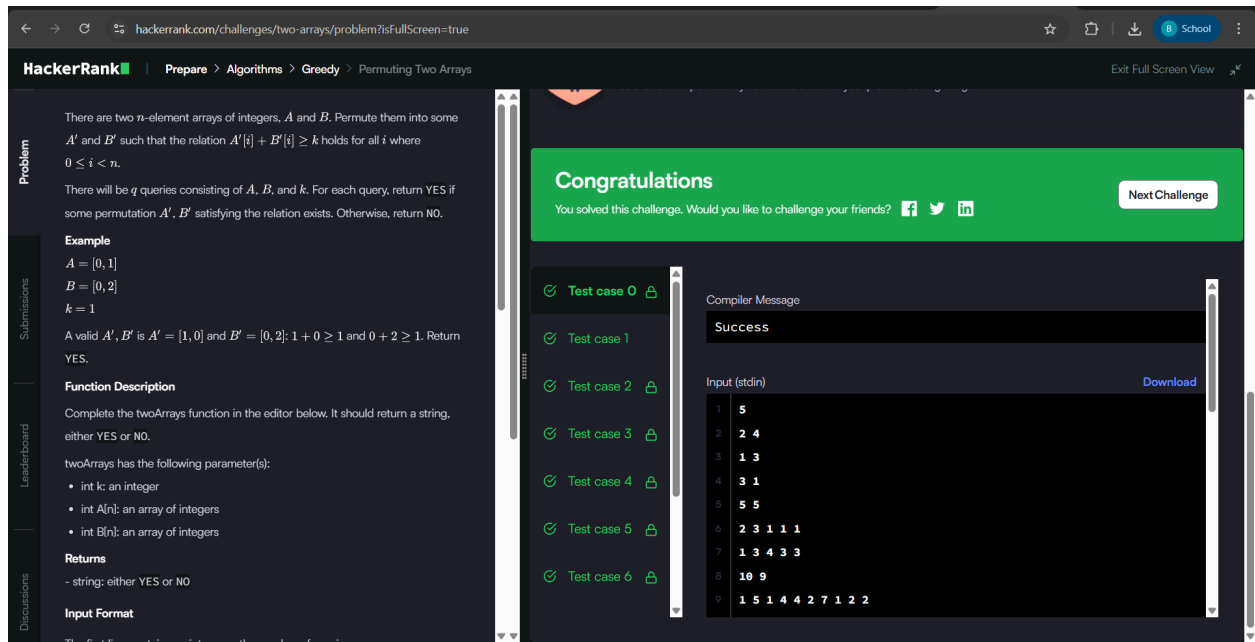 hackerrank.com/challenges/two-arrays/problem?isFullScreen=true
B School
HackerRank Prepare > Algorithms > Greedy > Permuting Two Arrays
Exit Full Screen View
Problem
Submissions
Leaderboard
Discussions
There are two n-element arrays of integers, A and B. Permute them into some
A' and B' such that the relation A'[i] + B'[i] ≥ k holds for all i where
0 ≤ i < n.
There will be q queries consisting of A, B, and k. For each query, return YES if
some permutation A', B' satisfying the relation exists. Otherwise, return NO.
Example
A = [0, 1]
B = [0, 2]
k = 1
A valid A', B' is A' = [1, 0] and B' = [0, 2]: 1 + 0 ≥ 1 and 0 + 2 ≥ 1. Return
YES.
Function Description
Complete the twoArrays function in the editor below. It should return a string,
either YES or NO.
twoArrays has the following parameter(s):
• int k: an integer
• int A[n]: an array of integers
• int B[n]: an array of integers
Returns
- string: either YES or NO
Input Format
Congratulations
You solved this challenge. Would you like to challenge your friends?
Next Challenge
Test case 0
Test case 1
Test case 2
Test case 3
Test case 4
Test case 5
Test case 6
Compiler Message
Success
Input (stdin)
Download
1 5
2 2 4
3 1 3
4 3 1
5 5 5
6 2 3 1 1 1
7 1 3 4 3 3
8 10 9
9 1 5 1 4 4 2 7 1 2 2